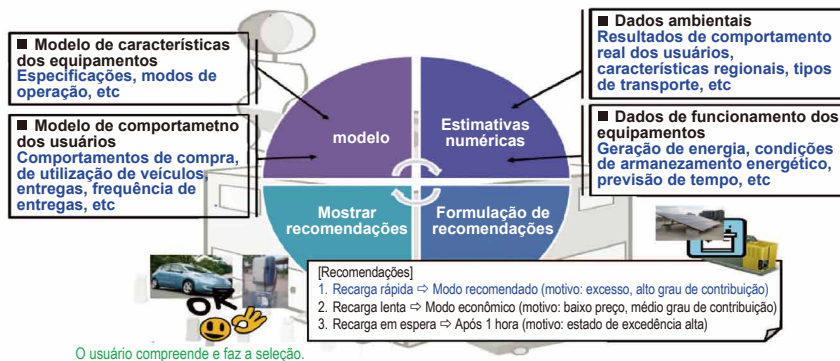 ■ Modelo de características
dos equipamentos
Especificações, modos de
operação, etc
■ Modelo de comportametno
dos usuários
Comportamentos de compra,
de utilização de veículos,
entregas, frequência de
entregas, etc
■ Dados ambientais
Resultados de comportamento
real dos usuários,
características regionais, tipos
de transporte, etc
■ Dados de funcionamento dos
equipamentos
Geração de energia, condições
de armanezamento energético,
previsão de tempo, etc
modelo
Estimativas
numéricas
Mostrar
recomendações
Formulação de
recomendações
[Recomendações]
1. Recarga rápida ⇨ Modo recomendado (motivo: excesso, alto grau de contribuição)
2. Recarga lenta ⇨ Modo econômico (motivo: baixo preço, médio grau de contribuição)
3. Recarga em espera ⇨ Após 1 hora (motivo: estado de excedência alta)
OK
O usuário compreende e faz a seleção.